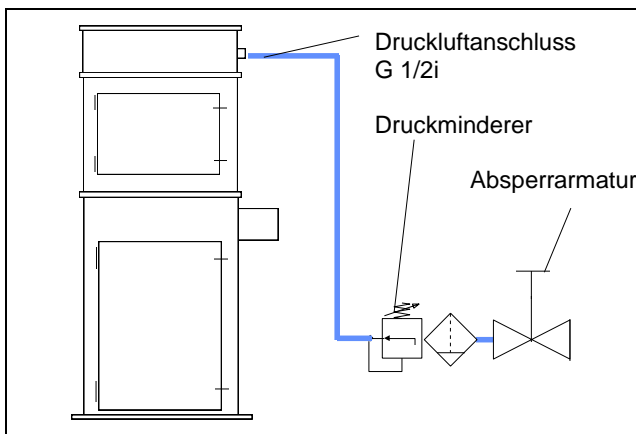 Druckluftanschluss
G 1/2i
Druckminderer
Absperrarmatur